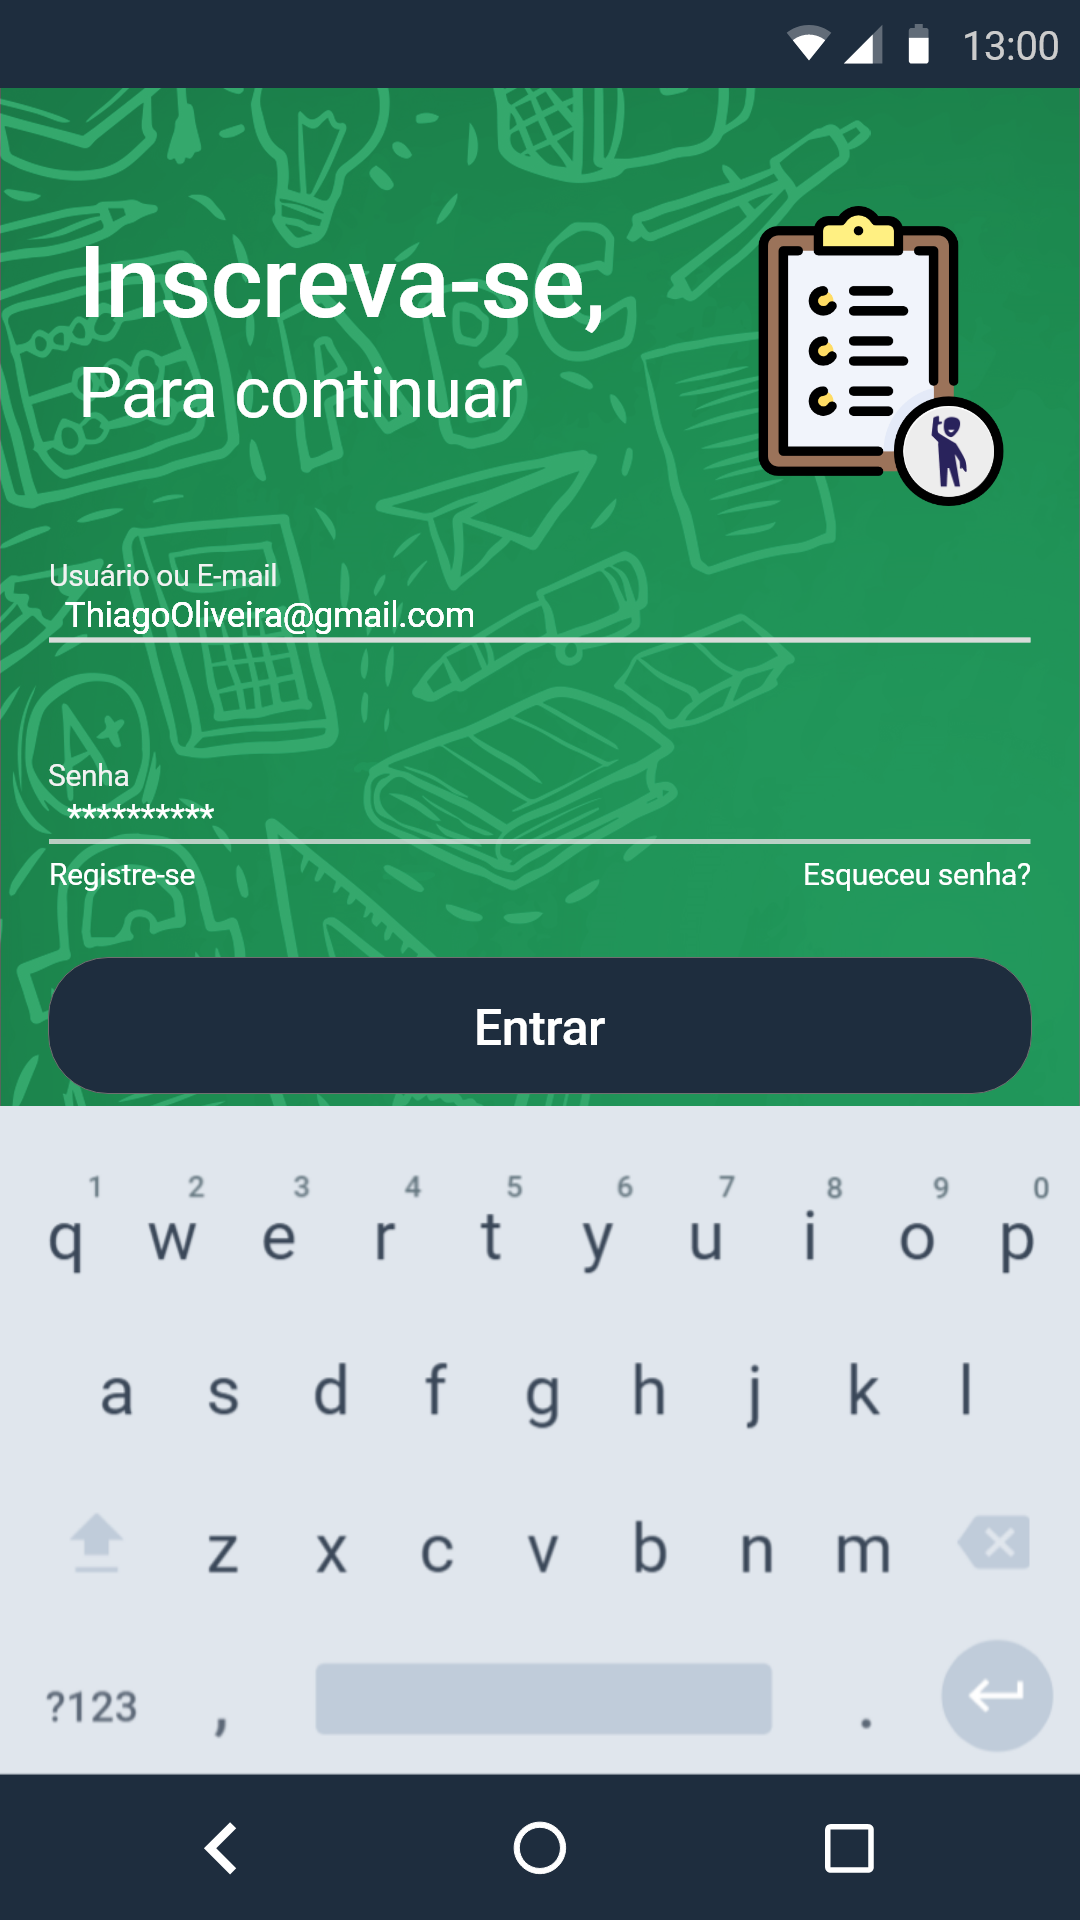 13:00
Inscreva-se,
Para continuar
Usuário ou E-mail
ThiagoOliveira@gmail.com
Senha
**********
Registre-se Esqueceu senha?
Entrar
1 2 3 4 5 6 7 8 9 0
q w e r t y u i o p
a s d f g h j k l
z x c v b n m
?123 , .